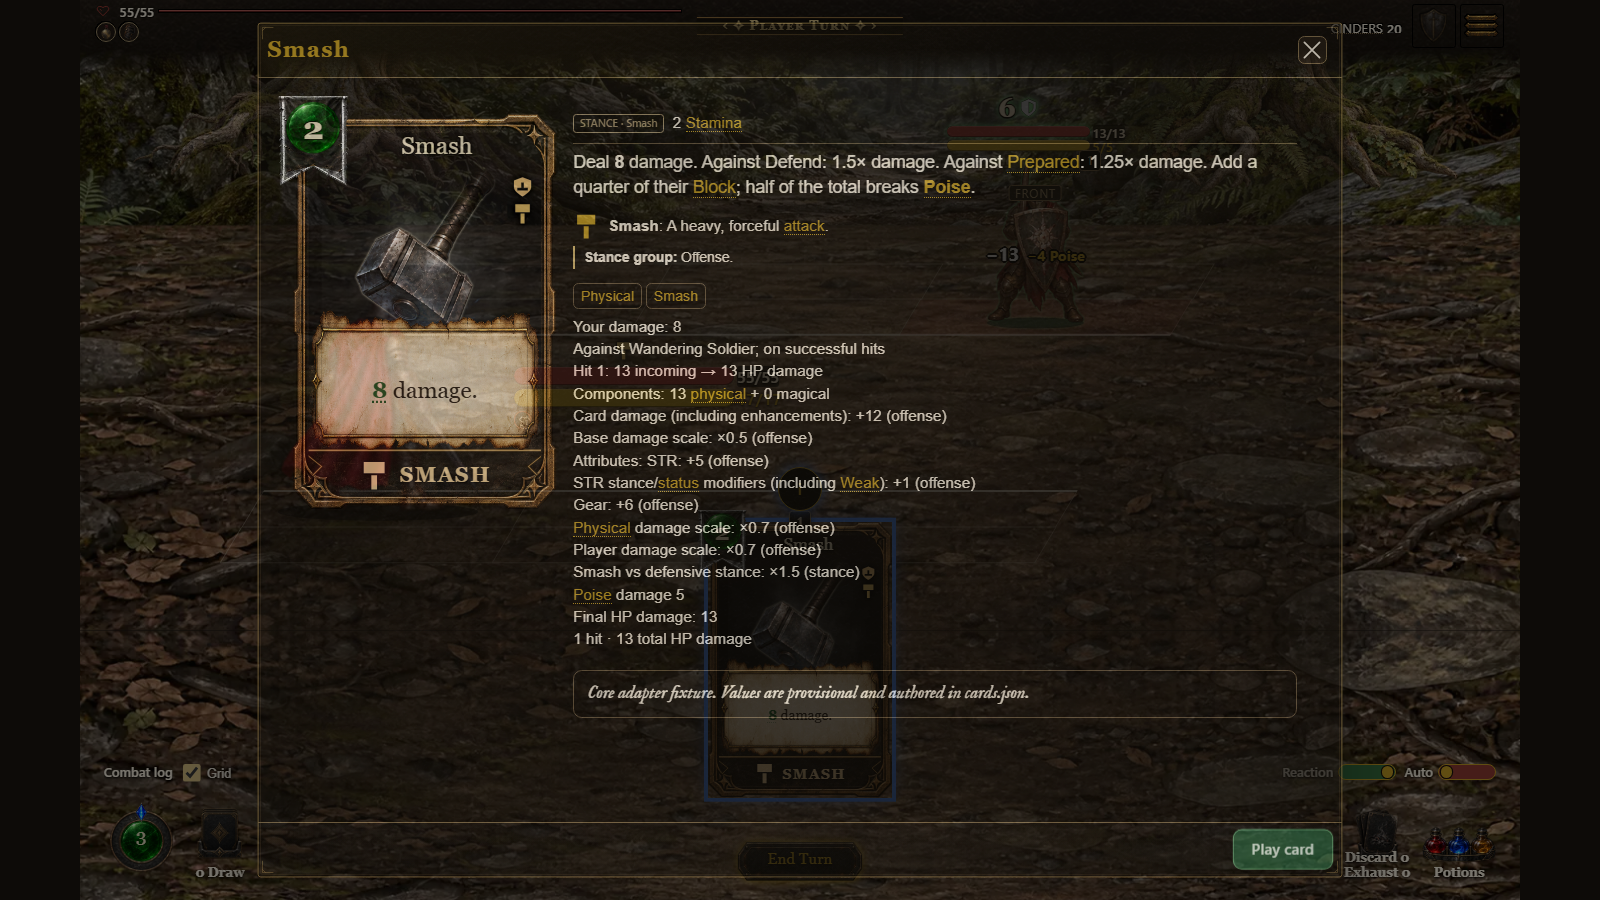 55/55
‹ ✧ Player Turn ✧ ›
CINDERS 20
Smash
6
13/13
2
Smash
8 damage.
SMASH
STANCE · Smash 2 Stamina
Deal 8 damage. Against Defend: 1.5× damage. Against Prepared: 1.25× damage. Add a
quarter of their Block; half of the total breaks Poise.
FRONT
Smash: A heavy, forceful attack.
Stance group: Offense.
−13 −4 Poise
Physical Smash
Your damage: 8
Against Wandering Soldier; on successful hits
Hit 1: 13 incoming → 13 HP damage
55/55
Components: 13 physical + 0 magical
Card damage (including enhancements): +12 (offense)
Base damage scale: ×0.5 (offense)
Attributes: STR: +5 (offense)
STR stance/status modifiers (including Weak): +1 (offense)
Gear: +6 (offense)
Physical damage scale: ×0.7 (offense)
Player damage scale: ×0.7 (offense)
Smash vs defensive stance: ×1.5 (stance)
Poise damage 5
Final HP damage: 13
1 hit · 13 total HP damage
Core adapter fixture. Values are provisional and authored in cards.json.
2
Smash
8 damage.
SMASH
Combat log Grid
Reaction Auto
3
0 Draw
End Turn
Play card
Discard 0
Exhaust 0
Potions